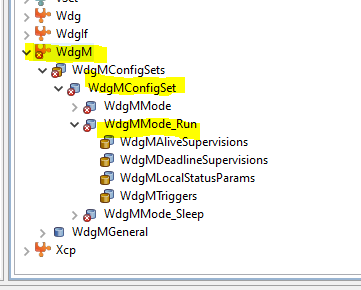 Wdg
WdgIf
WdgM
WdgMConfigSets
WdgMConfigSet
WdgMMode
WdgMMode_Run
WdgMAliveSupervisions
WdgMDeadlineSupervisions
WdgMLocalStatusParams
WdgMTriggers
WdgMMode_Sleep
WdgMGeneral
Xcp